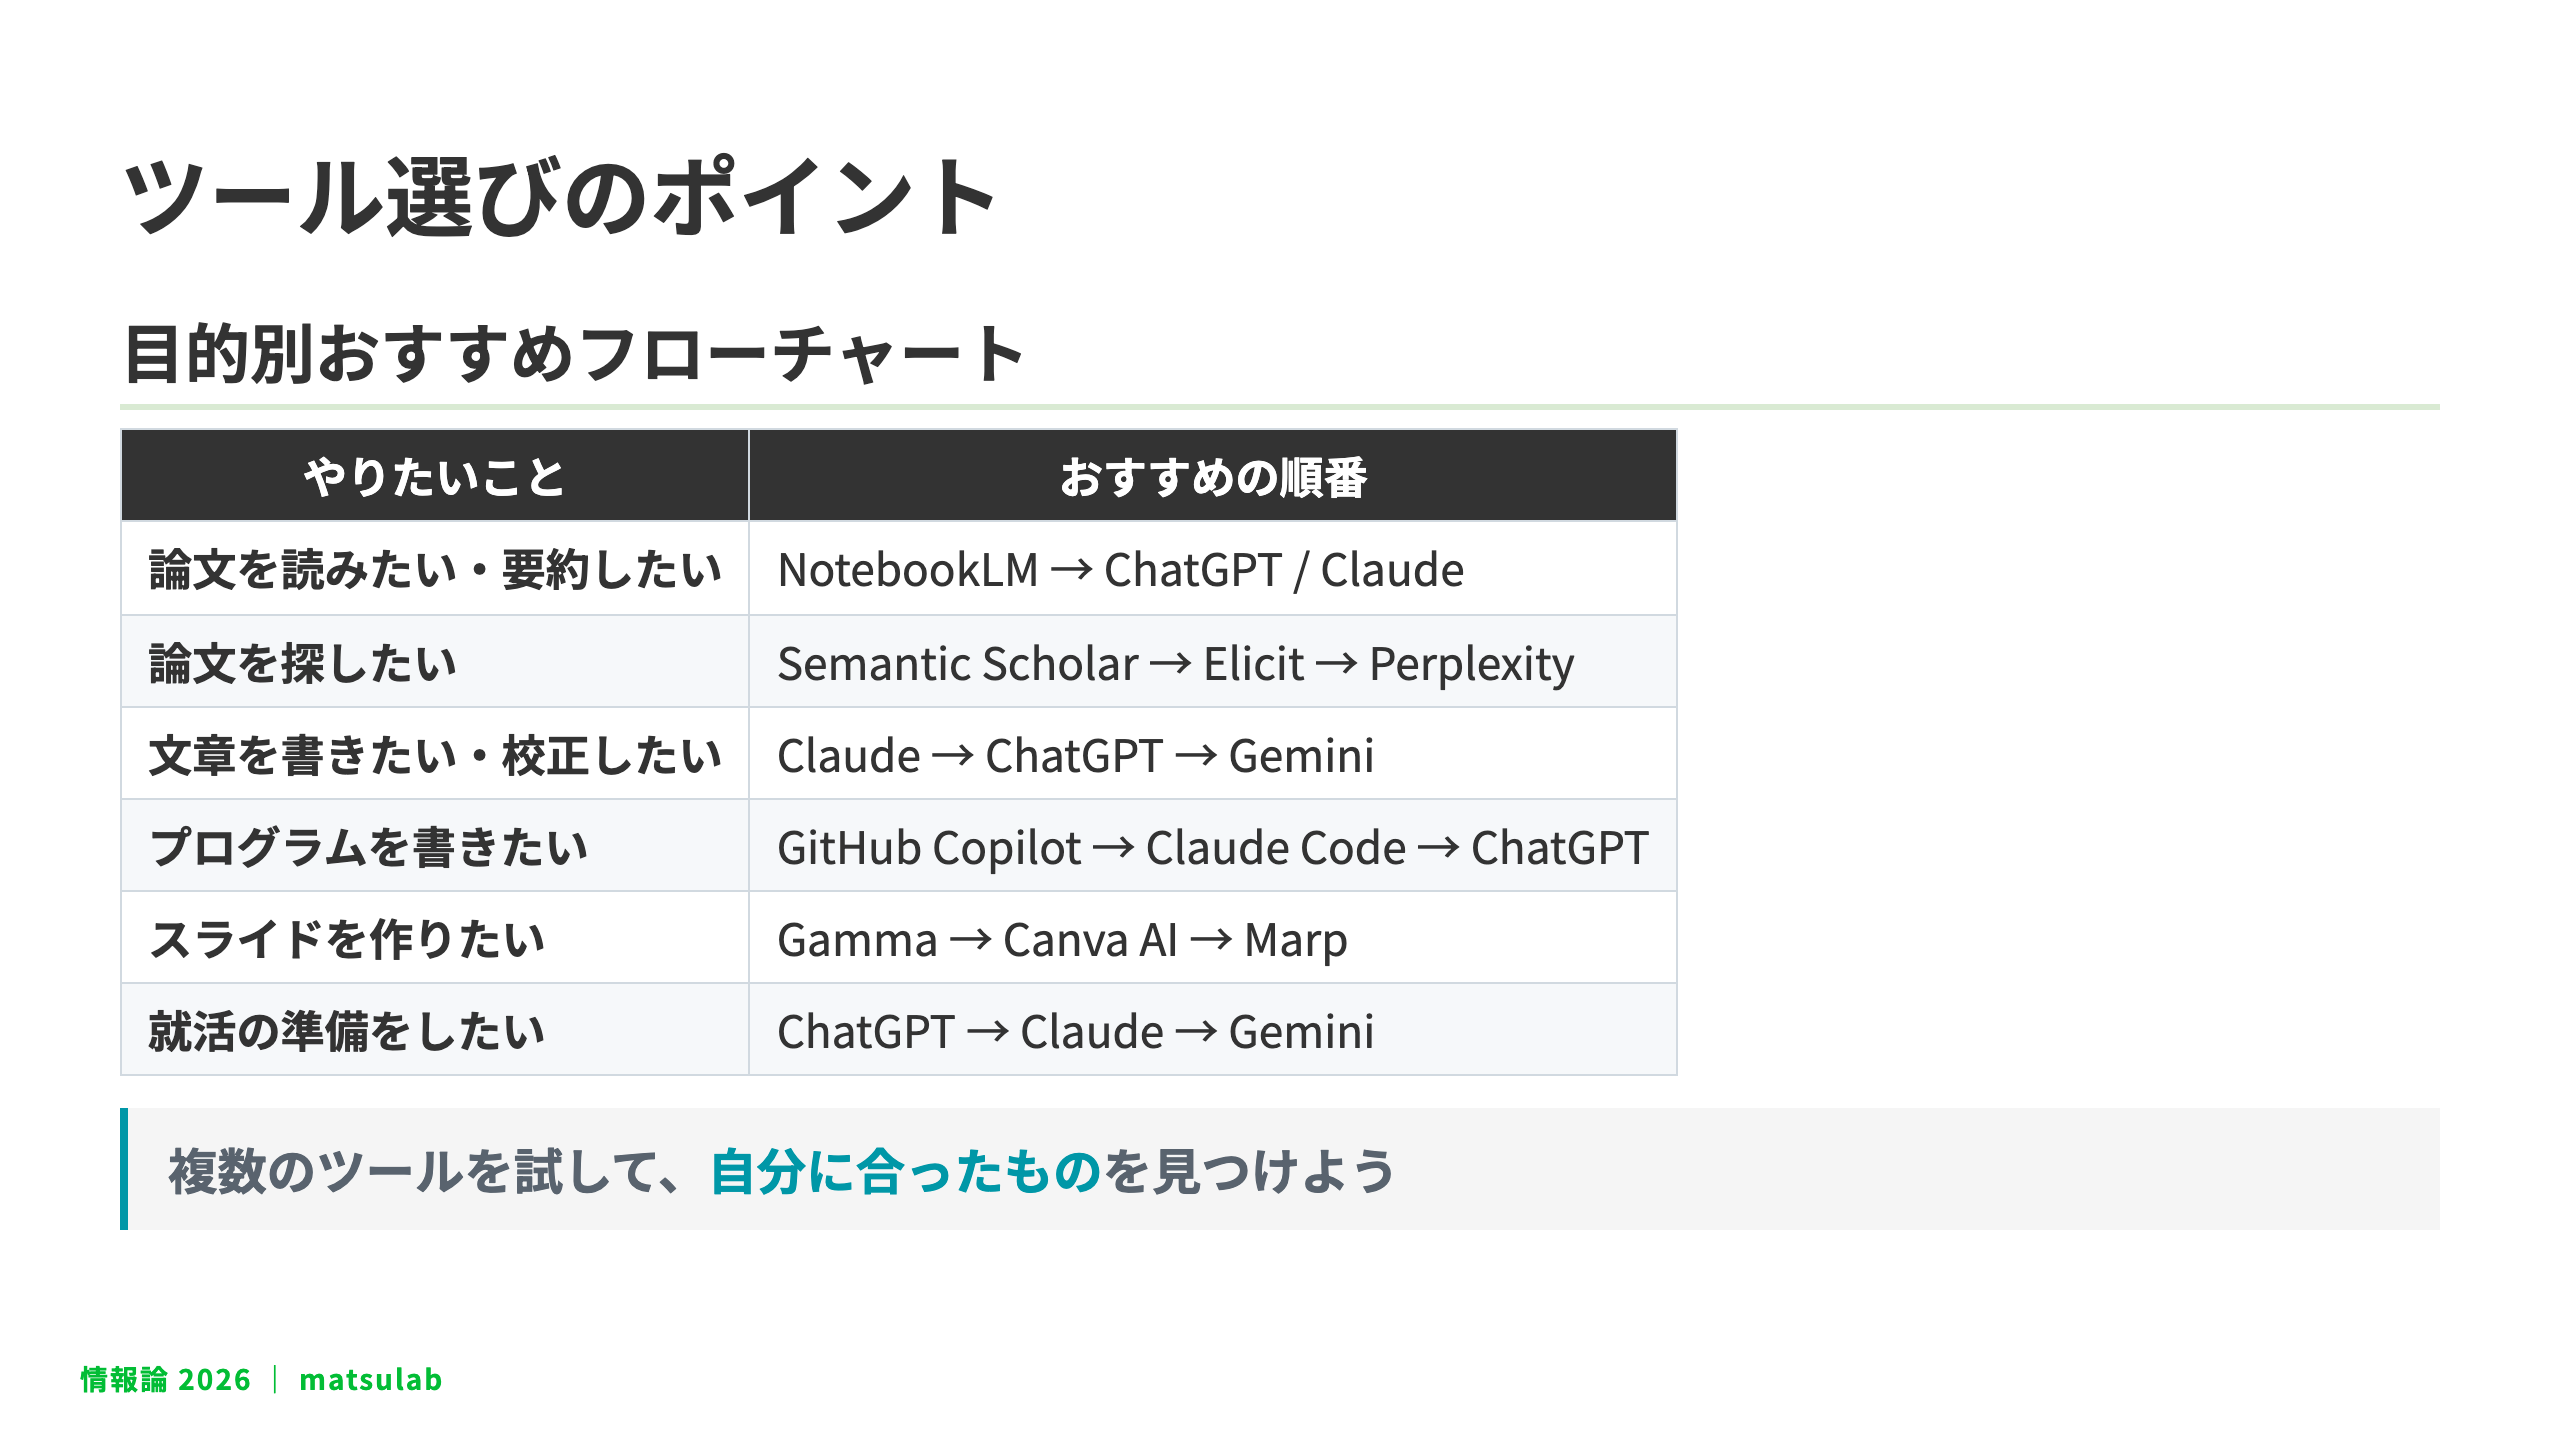 ツール選びのポイント
目的別おすすめフローチャート
やりたいこと おすすめの順番
論文を読みたい・要約したい NotebookLM → ChatGPT / Claude
論文を探したい Semantic Scholar → Elicit → Perplexity
文章を書きたい・校正したい Claude → ChatGPT → Gemini
プログラムを書きたい GitHub Copilot → Claude Code → ChatGPT
スライドを作りたい Gamma → Canva AI → Marp
就活の準備をしたい ChatGPT → Claude → Gemini
複数のツールを試して、自分に合ったものを見つけよう
情報論 2026 ｜ matsulab